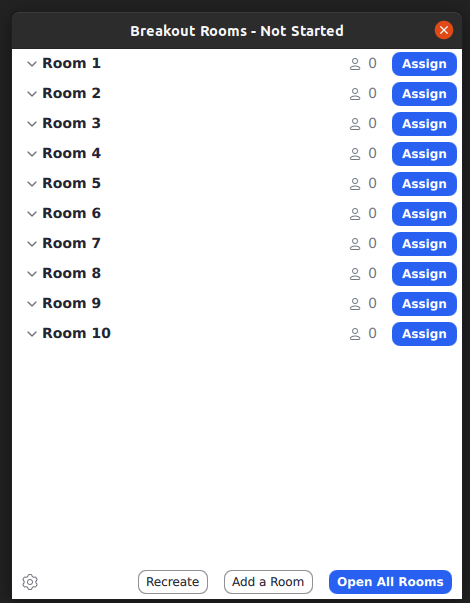 Breakout Rooms - Not Started
Room 1 0 Assign
Room 2 0 Assign
Room 3 0 Assign
Room 4 0 Assign
Room 5 0 Assign
Room 6 0 Assign
Room 7 0 Assign
Room 8 0 Assign
Room 9 0 Assign
Room 10 0 Assign
Recreate Add a Room Open All Rooms